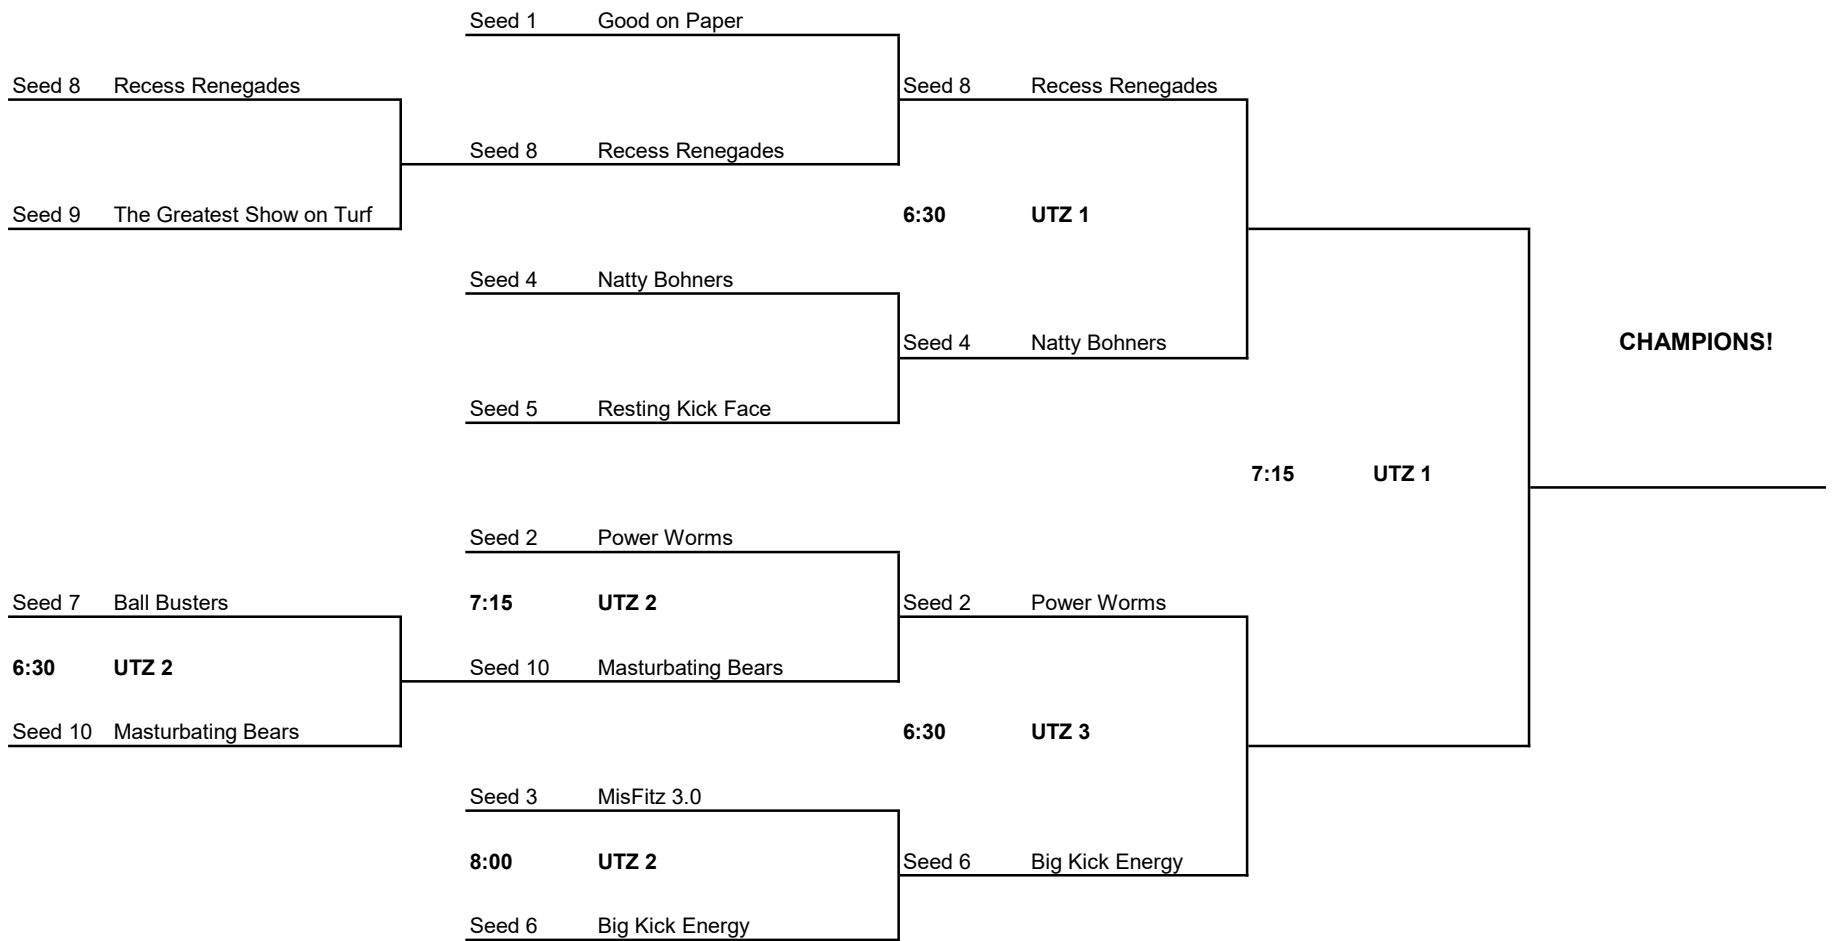 Seed 1 Good on Paper
Seed 8 Recess Renegades Seed 8 Recess Renegades
Seed 8 Recess Renegades
Seed 9 The Greatest Show on Turf 6:30 UTZ 1
Seed 4 Natty Bohners
Seed 4 Natty Bohners CHAMPIONS!
Seed 5 Resting Kick Face
7:15 UTZ 1
Seed 2 Power Worms
Seed 7 Ball Busters 7:15 UTZ 2 Seed 2 Power Worms
6:30 UTZ 2 Seed 10 Masturbating Bears
Seed 10 Masturbating Bears 6:30 UTZ 3
Seed 3 MisFitz 3.0
8:00 UTZ 2 Seed 6 Big Kick Energy
Seed 6 Big Kick Energy